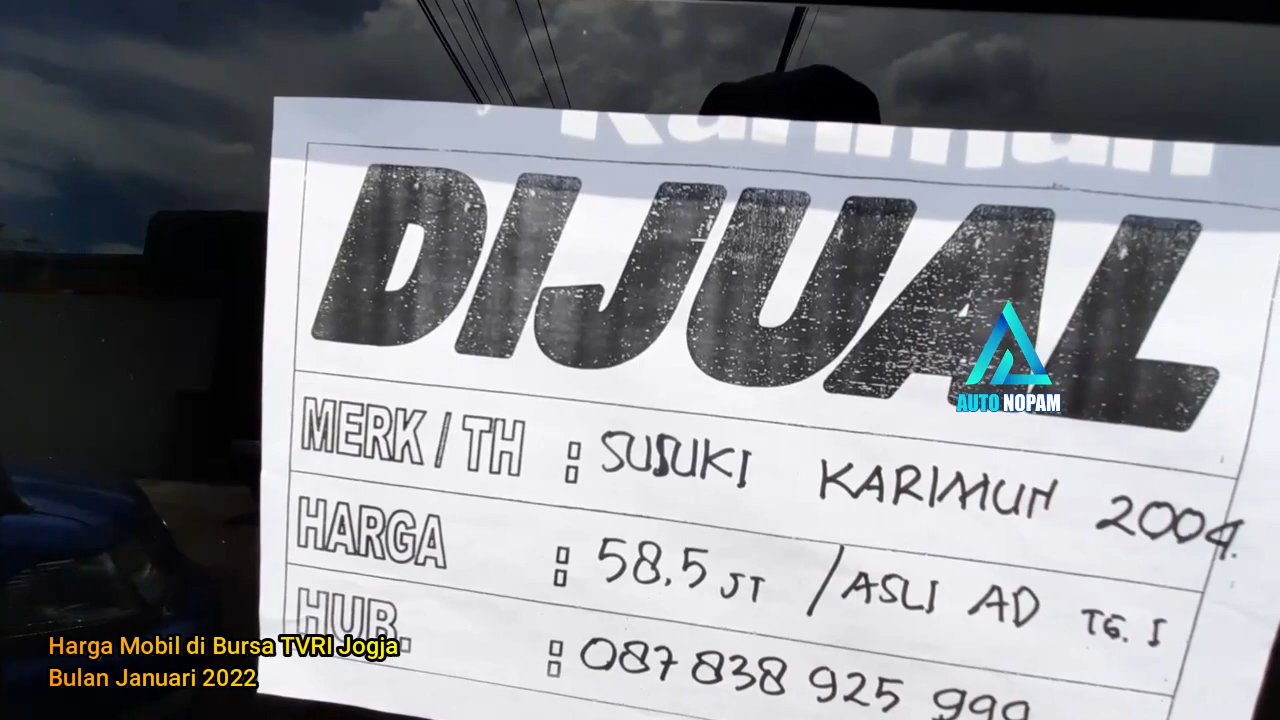 Karimun
DIJUAL
MERK / TH : SUSUKI KARIMUN 2004.
HARGA : 58,5 JT / ASLI AD TG. I
HUB. : 087 838 925 999
AUTO NOPAM
Harga Mobil di Bursa TVRI Jogja
Bulan Januari 2022